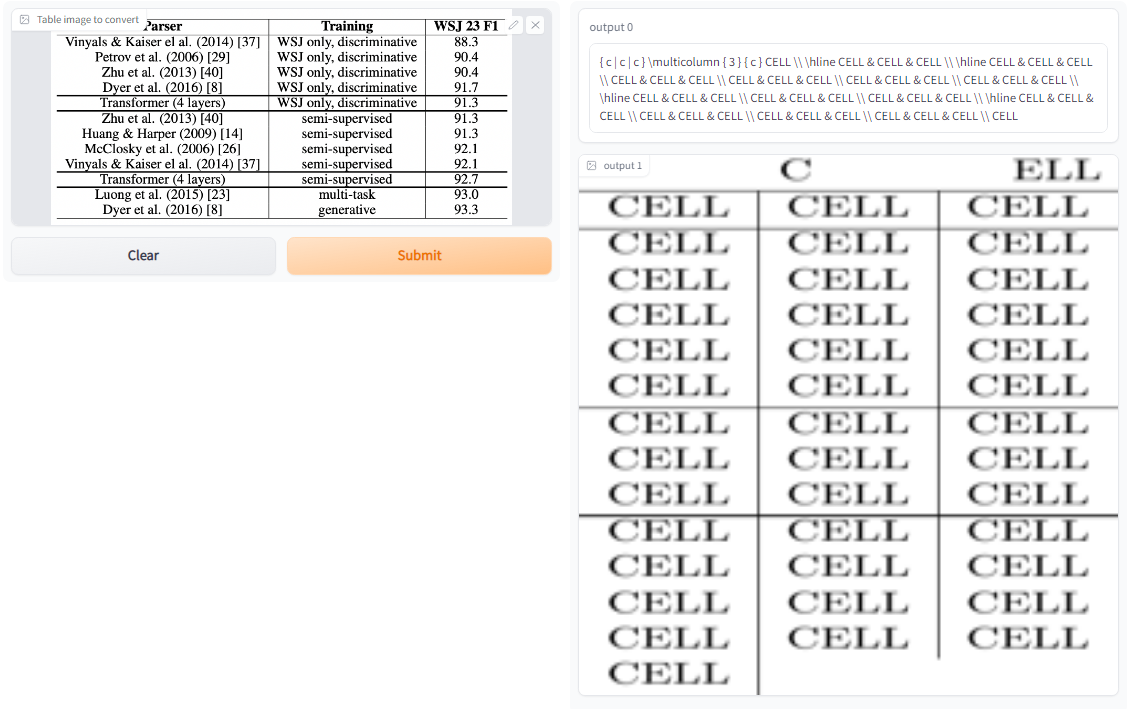 Table image to convert
Parser Training WSJ 23 F1
Vinyals & Kaiser el al. (2014) [37] WSJ only, discriminative 88.3
Petrov et al. (2006) [29] WSJ only, discriminative 90.4
Zhu et al. (2013) [40] WSJ only, discriminative 90.4
Dyer et al. (2016) [8] WSJ only, discriminative 91.7
Transformer (4 layers) WSJ only, discriminative 91.3
Zhu et al. (2013) [40] semi-supervised 91.3
Huang & Harper (2009) [14] semi-supervised 91.3
McClosky et al. (2006) [26] semi-supervised 92.1
Vinyals & Kaiser el al. (2014) [37] semi-supervised 92.1
Transformer (4 layers) semi-supervised 92.7
Luong et al. (2015) [23] multi-task 93.0
Dyer et al. (2016) [8] generative 93.3
Clear Submit
output 0
{ c | c | c } \multicolumn { 3 } { c } CELL \\ \hline CELL & CELL & CELL \\ \hline CELL & CELL & CELL
\\ CELL & CELL & CELL \\ CELL & CELL & CELL \\ CELL & CELL & CELL \\ CELL & CELL & CELL \\
\hline CELL & CELL & CELL \\ CELL & CELL & CELL \\ CELL & CELL & CELL \\ \hline CELL & CELL &
CELL \\ CELL & CELL & CELL \\ CELL & CELL & CELL \\ CELL & CELL & CELL \\ CELL
output 1
C ELL
CELL CELL CELL
CELL CELL CELL
CELL CELL CELL
CELL CELL CELL
CELL CELL CELL
CELL CELL CELL
CELL CELL CELL
CELL CELL CELL
CELL CELL CELL
CELL CELL CELL
CELL CELL CELL
CELL CELL CELL
CELL CELL CELL
CELL